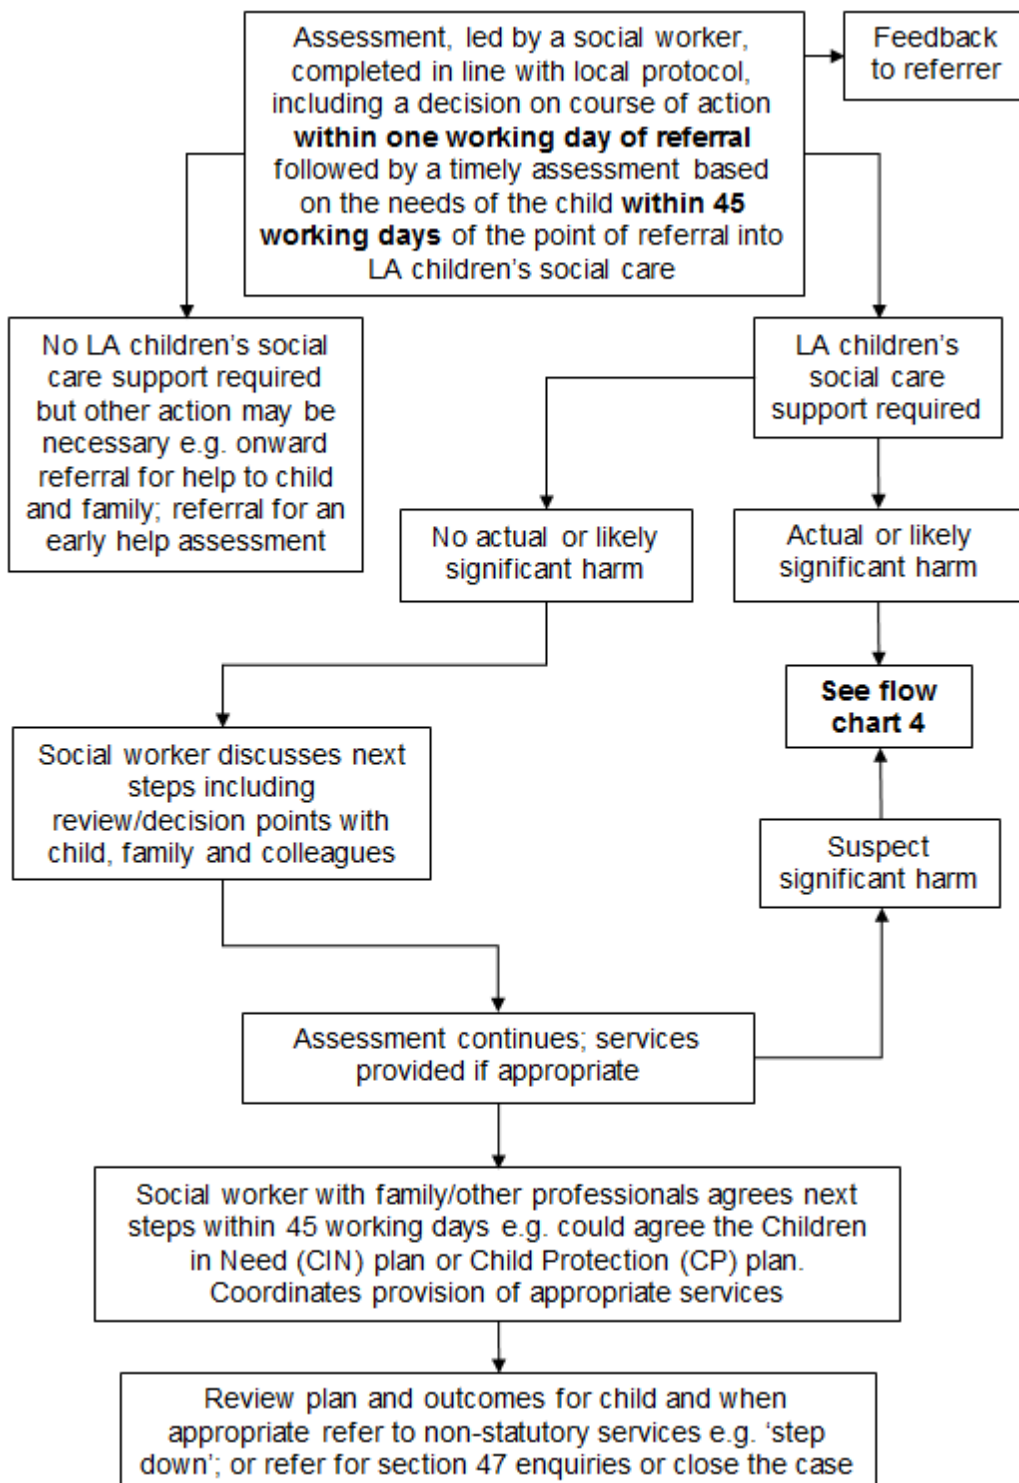 Assessment, led by a social worker,
completed in line with local protocol,
including a decision on course of action
within one working day of referral
followed by a timely assessment based
on the needs of the child within 45
working days of the point of referral into
LA children's social care
Feedback
to referrer
No LA children's social
care support required
but other action may be
necessary e.g. onward
referral for help to child
and family; referral for an
early help assessment
LA children's
social care
support required
No actual or likely
significant harm
Actual or likely
significant harm
See flow
chart 4
Social worker discusses next
steps including
review/decision points with
child, family and colleagues
Suspect
significant harm
Assessment continues; services
provided if appropriate
Social worker with family/other professionals agrees next
steps within 45 working days e.g. could agree the Children
in Need (CIN) plan or Child Protection (CP) plan.
Coordinates provision of appropriate services
Review plan and outcomes for child and when
appropriate refer to non-statutory services e.g. ‘step
down’; or refer for section 47 enquiries or close the case